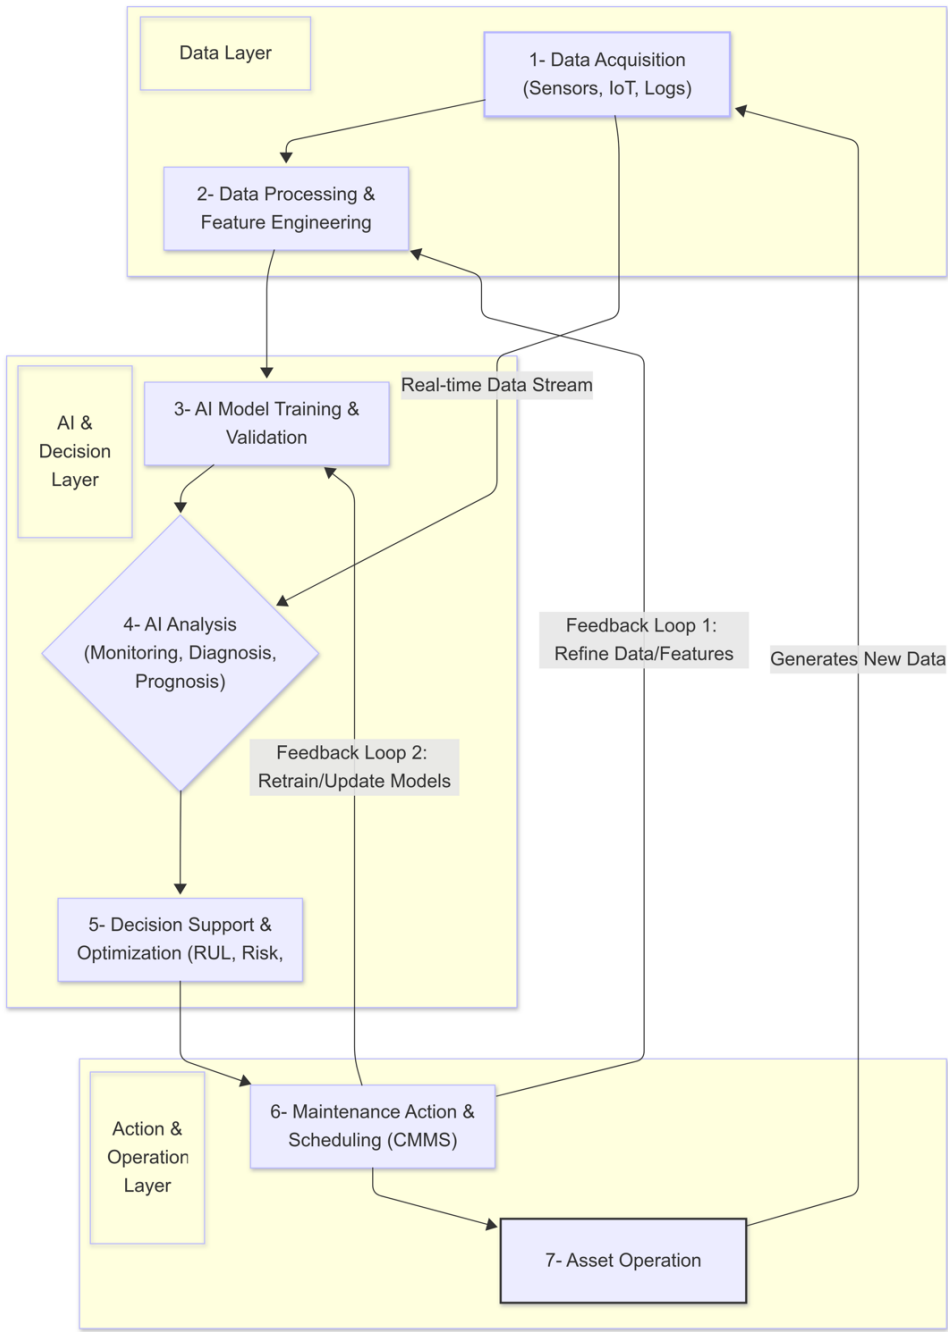 Data Layer
1- Data Acquisition
(Sensors, IoT, Logs)
2- Data Processing &
Feature Engineering
Real-time Data Stream
AI &
Decision
Layer
3- AI Model Training &
Validation
4- AI Analysis
(Monitoring, Diagnosis,
Prognosis)
Feedback Loop 1:
Refine Data/Features
Generates New Data
Feedback Loop 2:
Retrain/Update Models
5- Decision Support &
Optimization (RUL, Risk,
Action &
Operation
Layer
6- Maintenance Action &
Scheduling (CMMS)
7- Asset Operation